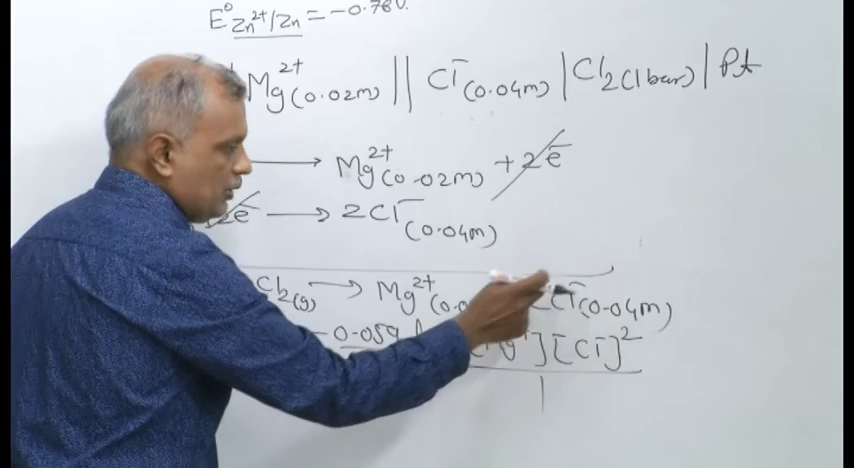 E° Zn²⁺/Zn = -0.76V.
Mg²⁺(0.02m) || Cl⁻(0.04m) | Cl₂(1bar) | Pt
⟶ Mg²⁺(0.02m) + 2e⁻
2e⁻ ⟶ 2Cl⁻(0.04m)
Cl₂(g) ⟶ Mg²⁺ Cl⁻(0.04m)
- 0.059 ] [Cl⁻]²
1